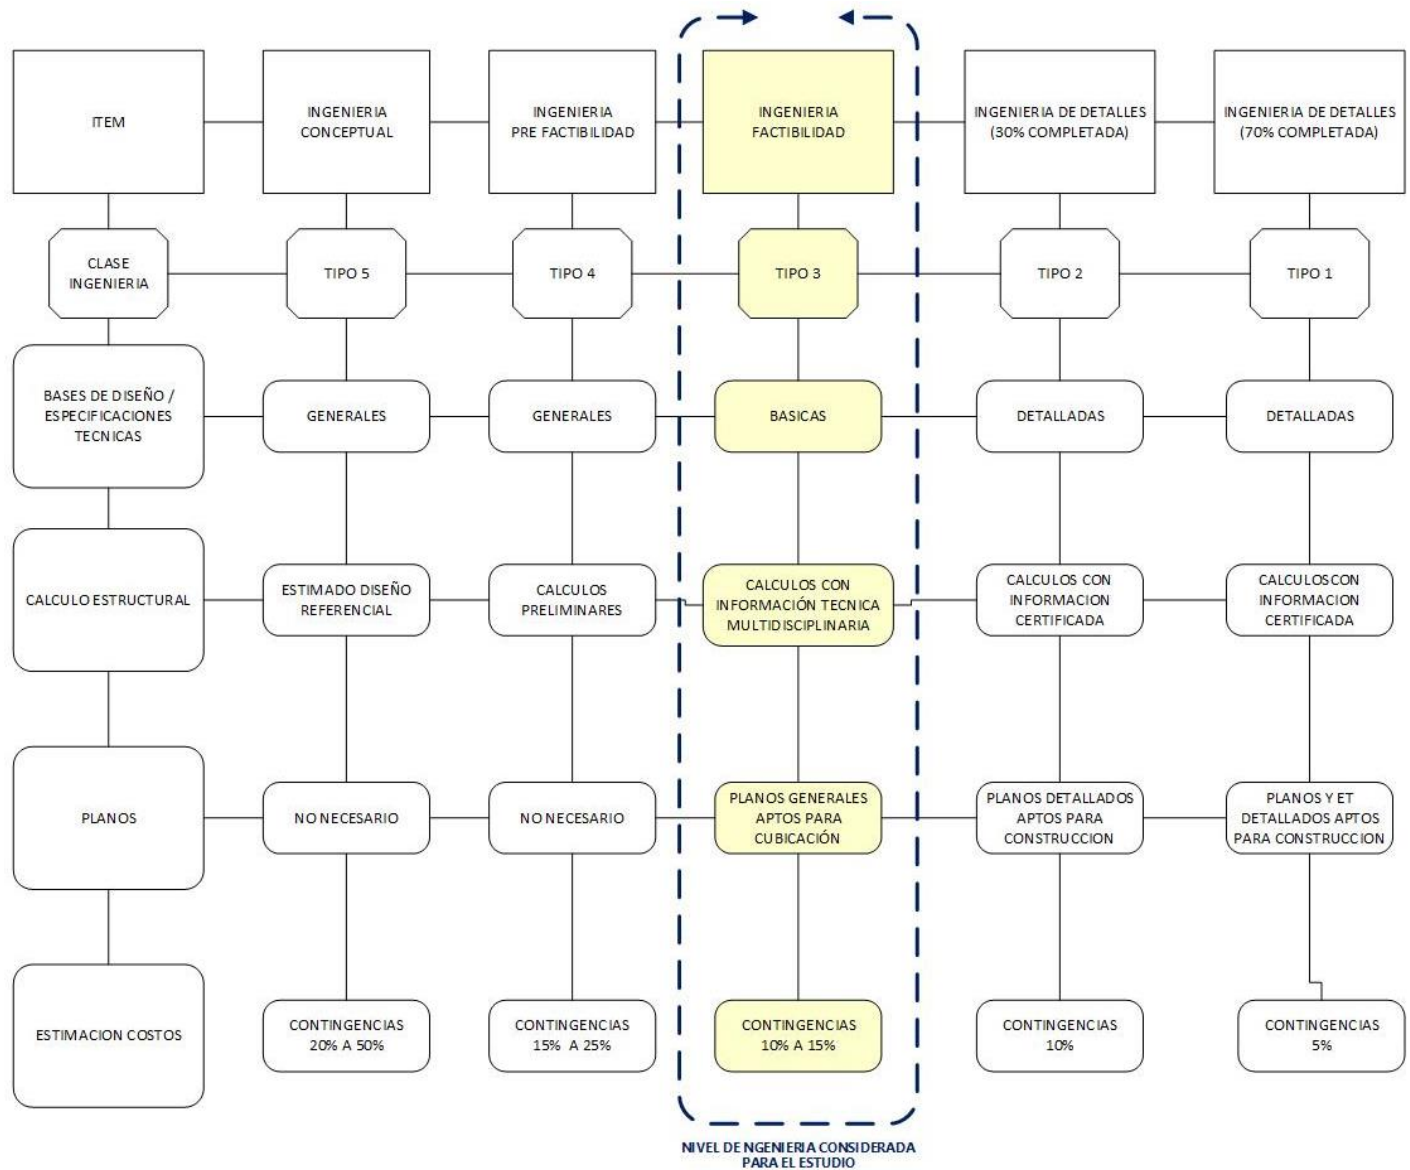 ITEM
INGENIERIA
CONCEPTUAL
INGENIERIA
PRE FACTIBILIDAD
INGENIERIA
FACTIBILIDAD
INGENIERIA DE DETALLES
(30% COMPLETADA)
INGENIERIA DE DETALLES
(70% COMPLETADA)
CLASE
INGENIERIA
TIPO 5
TIPO 4
TIPO 3
TIPO 2
TIPO 1
BASES DE DISEÑO /
ESPECIFICACIONES
TECNICAS
GENERALES
GENERALES
BASICAS
DETALLADAS
DETALLADAS
CALCULO ESTRUCTURAL
ESTIMADO DISEÑO
REFERENCIAL
CALCULOS
PRELIMINARES
CALCULOS CON
INFORMACIÓN TECNICA
MULTIDISCIPLINARIA
CALCULOS CON
INFORMACION
CERTIFICADA
CALCULOS CON
INFORMACION
CERTIFICADA
PLANOS
NO NECESARIO
NO NECESARIO
PLANOS GENERALES
APTOS PARA
CUBICACIÓN
PLANOS DETALLADOS
APTOS PARA
CONSTRUCCION
PLANOS Y ET
DETALLADOS APTOS
PARA CONSTRUCCION
ESTIMACION COSTOS
CONTINGENCIAS
20% A 50%
CONTINGENCIAS
15% A 25%
CONTINGENCIAS
10% A 15%
CONTINGENCIAS
10%
CONTINGENCIAS
5%
NIVEL DE NGENIERIA CONSIDERADA
PARA EL ESTUDIO